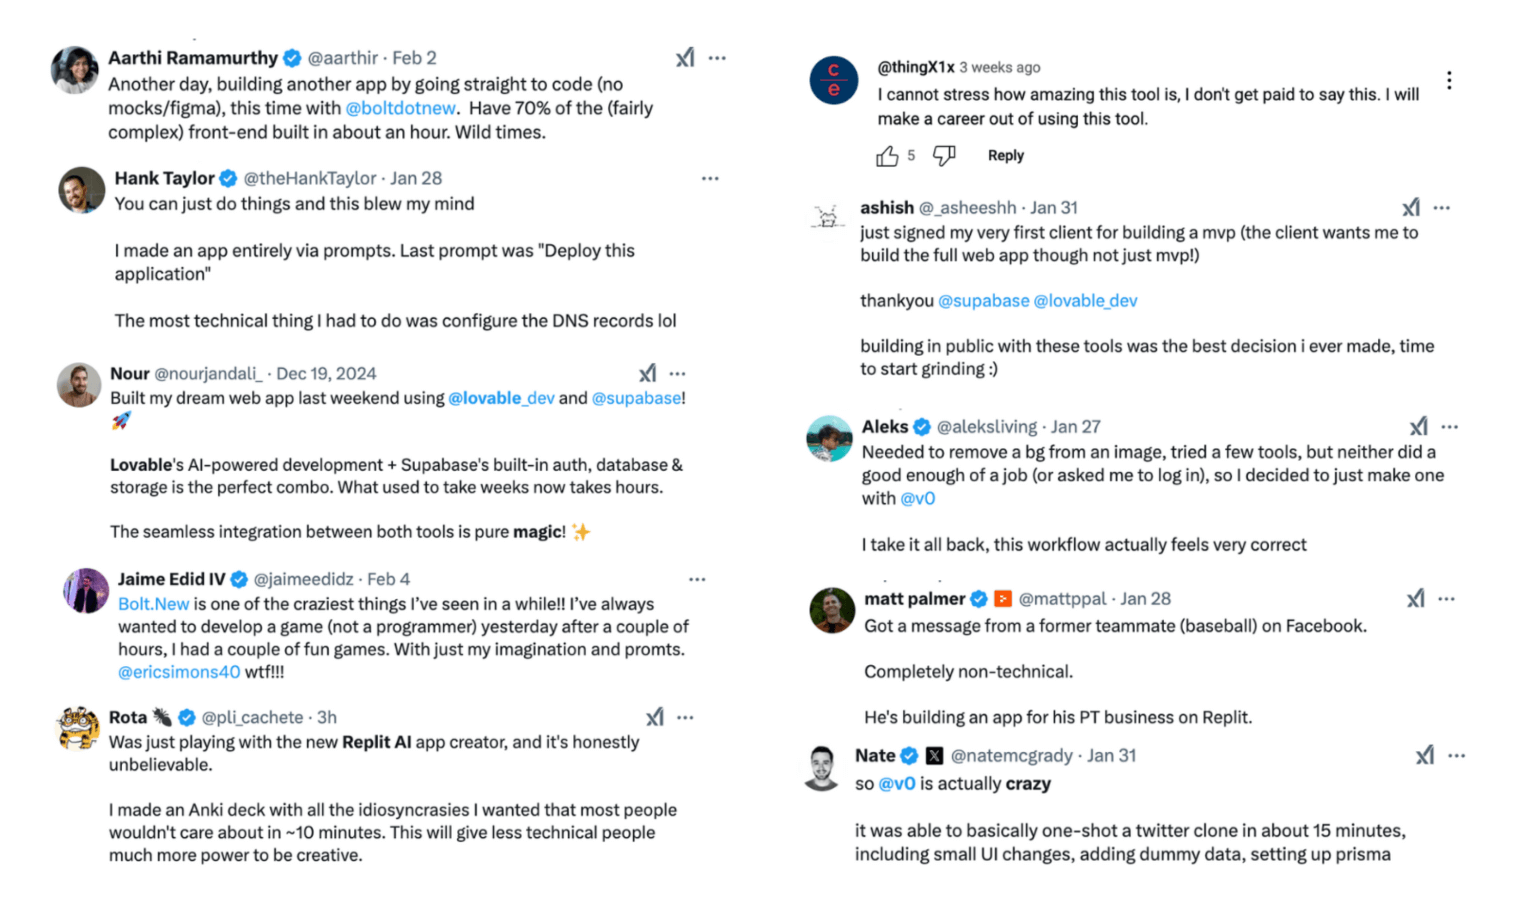 Aarthi Ramamurthy @aarthir · Feb 2
Another day, building another app by going straight to code (no
mocks/figma), this time with @boltdotnew. Have 70% of the (fairly
complex) front-end built in about an hour. Wild times.
Hank Taylor @theHankTaylor · Jan 28
You can just do things and this blew my mind
I made an app entirely via prompts. Last prompt was "Deploy this
application"
The most technical thing I had to do was configure the DNS records lol
Nour @nourjandali_ · Dec 19, 2024
Built my dream web app last weekend using @lovable_dev and @supabase!
🚀
Lovable's AI-powered development + Supabase's built-in auth, database &
storage is the perfect combo. What used to take weeks now takes hours.
The seamless integration between both tools is pure magic! ✨
Jaime Edid IV @jaimeedidz · Feb 4
Bolt.New is one of the craziest things I've seen in a while!! I've always
wanted to develop a game (not a programmer) yesterday after a couple of
hours, I had a couple of fun games. With just my imagination and promts.
@ericsimons40 wtf!!!
Rota 🐜 @pli_cachete · 3h
Was just playing with the new Replit AI app creator, and it's honestly
unbelievable.
I made an Anki deck with all the idiosyncrasies I wanted that most people
wouldn't care about in ~10 minutes. This will give less technical people
much more power to be creative.
c
e
@thingX1x 3 weeks ago
I cannot stress how amazing this tool is, I don't get paid to say this. I will
make a career out of using this tool.
5 Reply
ashish @_asheeshh · Jan 31
just signed my very first client for building a mvp (the client wants me to
build the full web app though not just mvp!)
thankyou @supabase @lovable_dev
building in public with these tools was the best decision i ever made, time
to start grinding :)
Aleks @aleksliving · Jan 27
Needed to remove a bg from an image, tried a few tools, but neither did a
good enough of a job (or asked me to log in), so I decided to just make one
with @v0
I take it all back, this workflow actually feels very correct
matt palmer @mattppal · Jan 28
Got a message from a former teammate (baseball) on Facebook.
Completely non-technical.
He's building an app for his PT business on Replit.
Nate @natemcgrady · Jan 31
so @v0 is actually crazy
it was able to basically one-shot a twitter clone in about 15 minutes,
including small UI changes, adding dummy data, setting up prisma